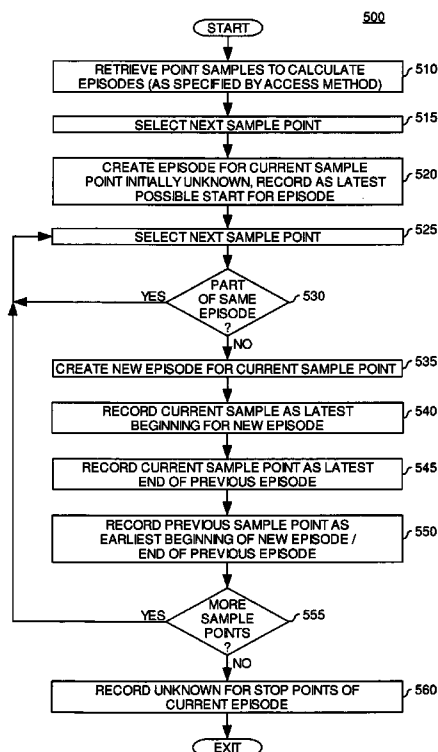 500
START
510
RETRIEVE POINT SAMPLES TO CALCULATE
EPISODES (AS SPECIFIED BY ACCESS METHOD)
515
SELECT NEXT SAMPLE POINT
CREATE EPISODE FOR CURRENT SAMPLE
POINT INITIALLY UNKNOWN, RECORD AS LATEST
POSSIBLE START FOR EPISODE
520
525
SELECT NEXT SAMPLE POINT
PART
OF SAME
EPISODE
?
YES
530
NO
535
CREATE NEW EPISODE FOR CURRENT SAMPLE POINT
540
RECORD CURRENT SAMPLE AS LATEST
BEGINNING FOR NEW EPISODE
545
RECORD CURRENT SAMPLE POINT AS LATEST
END OF PREVIOUS EPISODE
550
RECORD PREVIOUS SAMPLE POINT AS
EARLIEST BEGINNING OF NEW EPISODE /
END OF PREVIOUS EPISODE
YES
MORE
SAMPLE
POINTS
?
555
NO
560
RECORD UNKNOWN FOR STOP POINTS OF
CURRENT EPISODE
EXIT